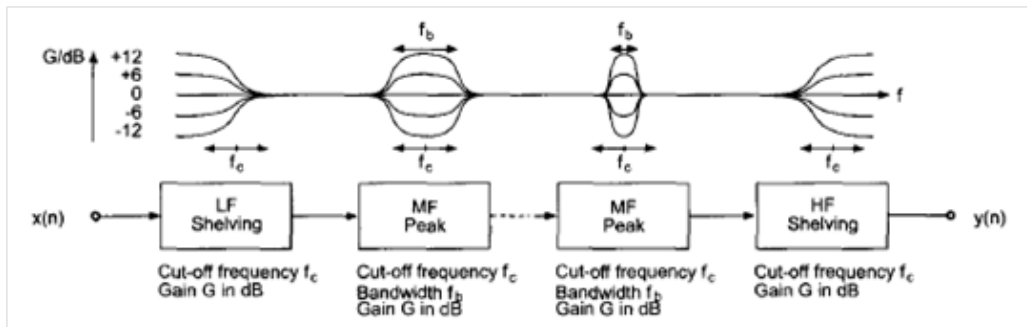 f_b f_b
G/dB +12
+6
0 f
-6
-12
f_c f_c f_c f_c
x(n) LF Shelving MF Peak MF Peak HF Shelving y(n)
Cut-off frequency f_c
Gain G in dB
Cut-off frequency f_c
Bandwidth f_b
Gain G in dB
Cut-off frequency f_c
Bandwidth f_b
Gain G in dB
Cut-off frequency f_c
Gain G in dB